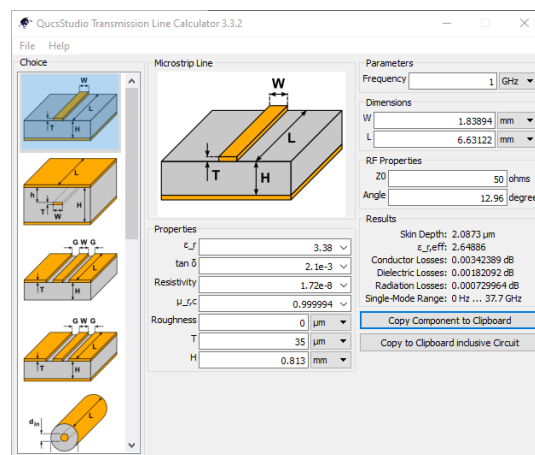 QucsStudio Transmission Line Calculator 3.3.2
File Help
Choice
W
L
T
H
L
h
T
W
H
G W G
T
H
G W G
T
H
d_in
L
Microstrip Line
W
L
T
H
Properties
ε_r 3.38
tan δ 2.1e-3
Resistivity 1.72e-8
μ_r,c 0.999994
Roughness 0 μm
T 35 μm
H 0.813 mm
Parameters
Frequency 1 GHz
Dimensions
W 1.83894 mm
L 6.63122 mm
RF Properties
Z0 50 ohms
Angle 12.96 degree
Results
Skin Depth: 2.0873 μm
ε_r,eff: 2.64886
Conductor Losses: 0.00342389 dB
Dielectric Losses: 0.00182092 dB
Radiation Losses: 0.000729964 dB
Single-Mode Range: 0 Hz ... 37.7 GHz
Copy Component to Clipboard
Copy to Clipboard inclusive Circuit